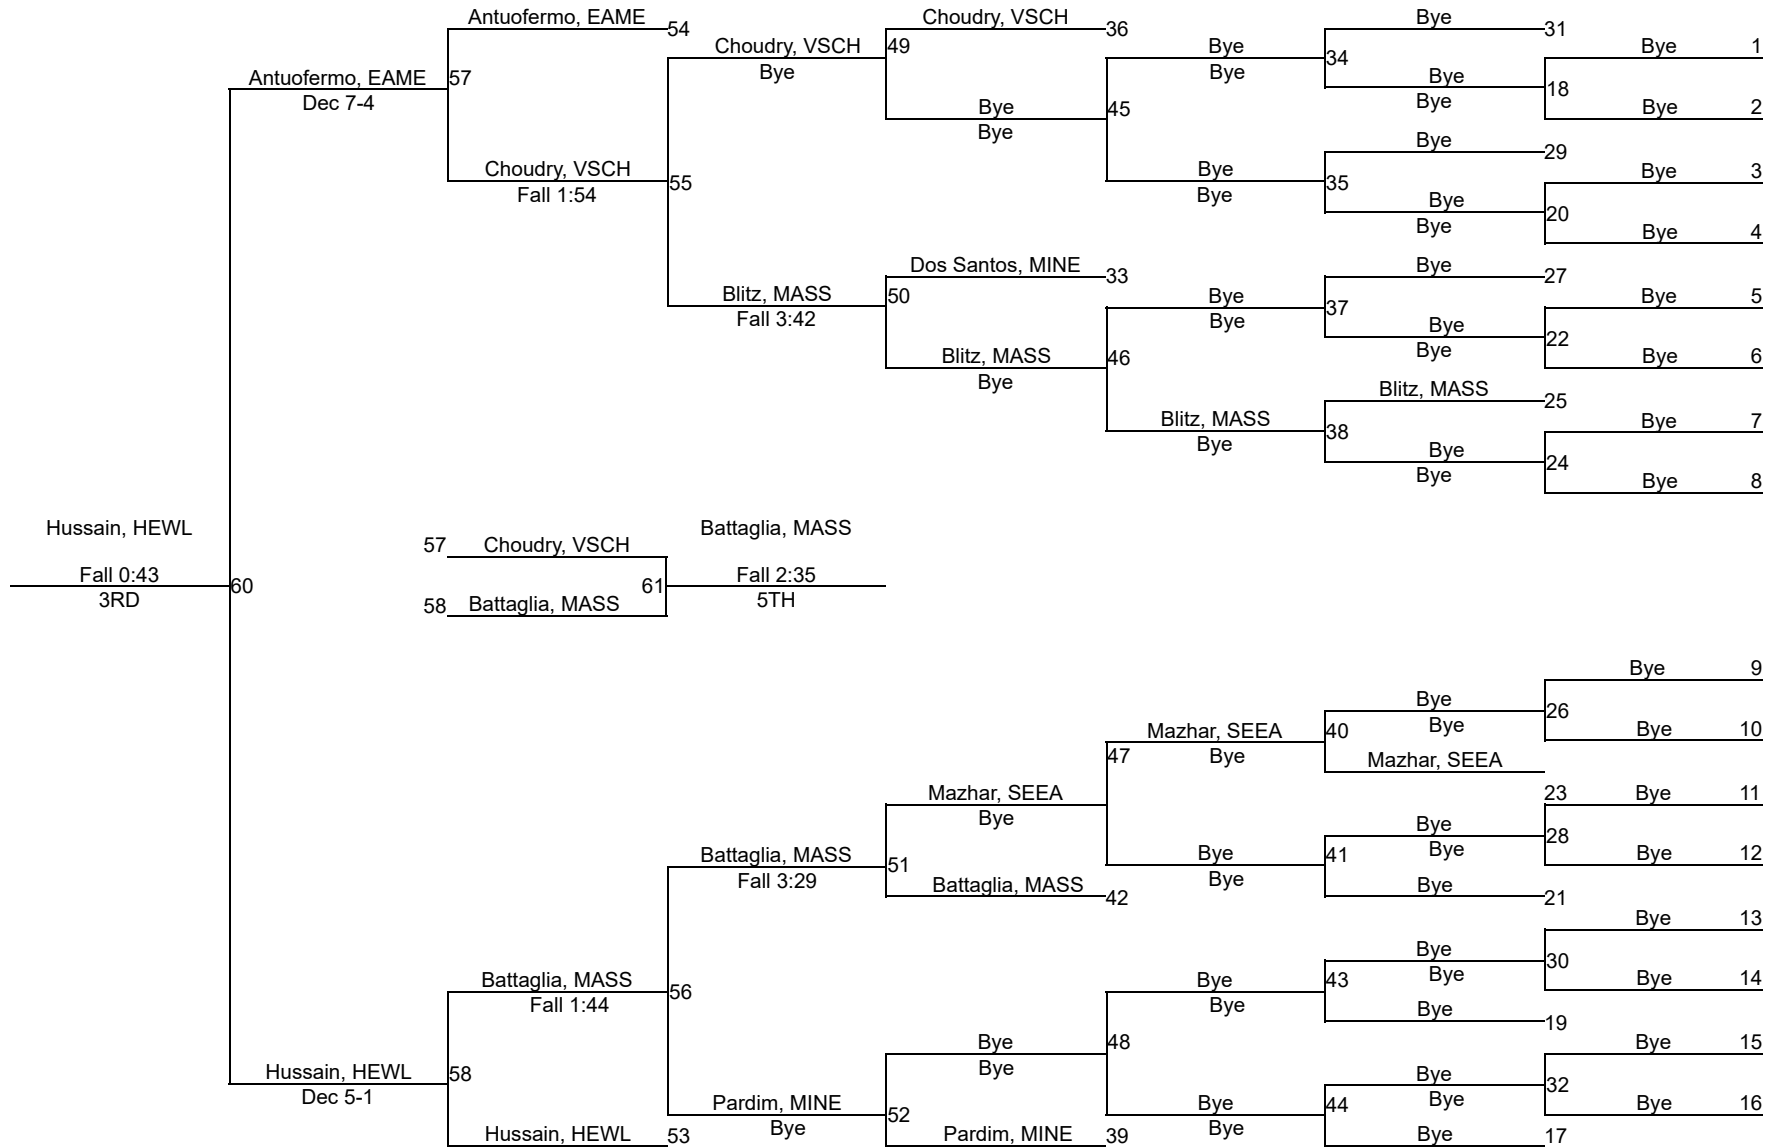 Antuofermo, EAME
54
Choudry, VSCH
36
Bye
31
Choudry, VSCH
49
Bye
34
Bye
1
Bye
Bye
Antuofermo, EAME
57
Bye
18
Dec 7-4
Bye
45
Bye
2
Bye
Bye
29
Choudry, VSCH
55
Bye
35
Bye
3
Fall 1:54
Bye
Bye
20
Bye
Bye
4
Dos Santos, MINE
33
Bye
27
Blitz, MASS
50
Bye
37
Bye
5
Fall 3:42
Bye
Bye
22
Blitz, MASS
46
Bye
Bye
6
Bye
Blitz, MASS
25
Blitz, MASS
38
Bye
7
Bye
Bye
24
Bye
Bye
8
Hussain, HEWL
Battaglia, MASS
57
Choudry, VSCH
Fall 0:43
60
61
Fall 2:35
3RD
58
Battaglia, MASS
5TH
Bye
9
Bye
26
Mazhar, SEEA
40
Bye
Bye
10
47
Bye
Mazhar, SEEA
Mazhar, SEEA
23
Bye
11
Bye
Bye
28
Battaglia, MASS
51
Bye
41
Bye
Bye
12
Fall 3:29
Bye
Battaglia, MASS
42
Bye
21
Bye
13
Bye
30
Battaglia, MASS
56
Bye
43
Bye
Bye
14
Fall 1:44
Bye
Bye
19
Bye
48
Bye
15
Hussain, HEWL
58
Bye
Bye
32
Dec 5-1
Pardim, MINE
52
Bye
44
Bye
Bye
16
Bye
Bye
Hussain, HEWL
53
Pardim, MINE
39
Bye
17